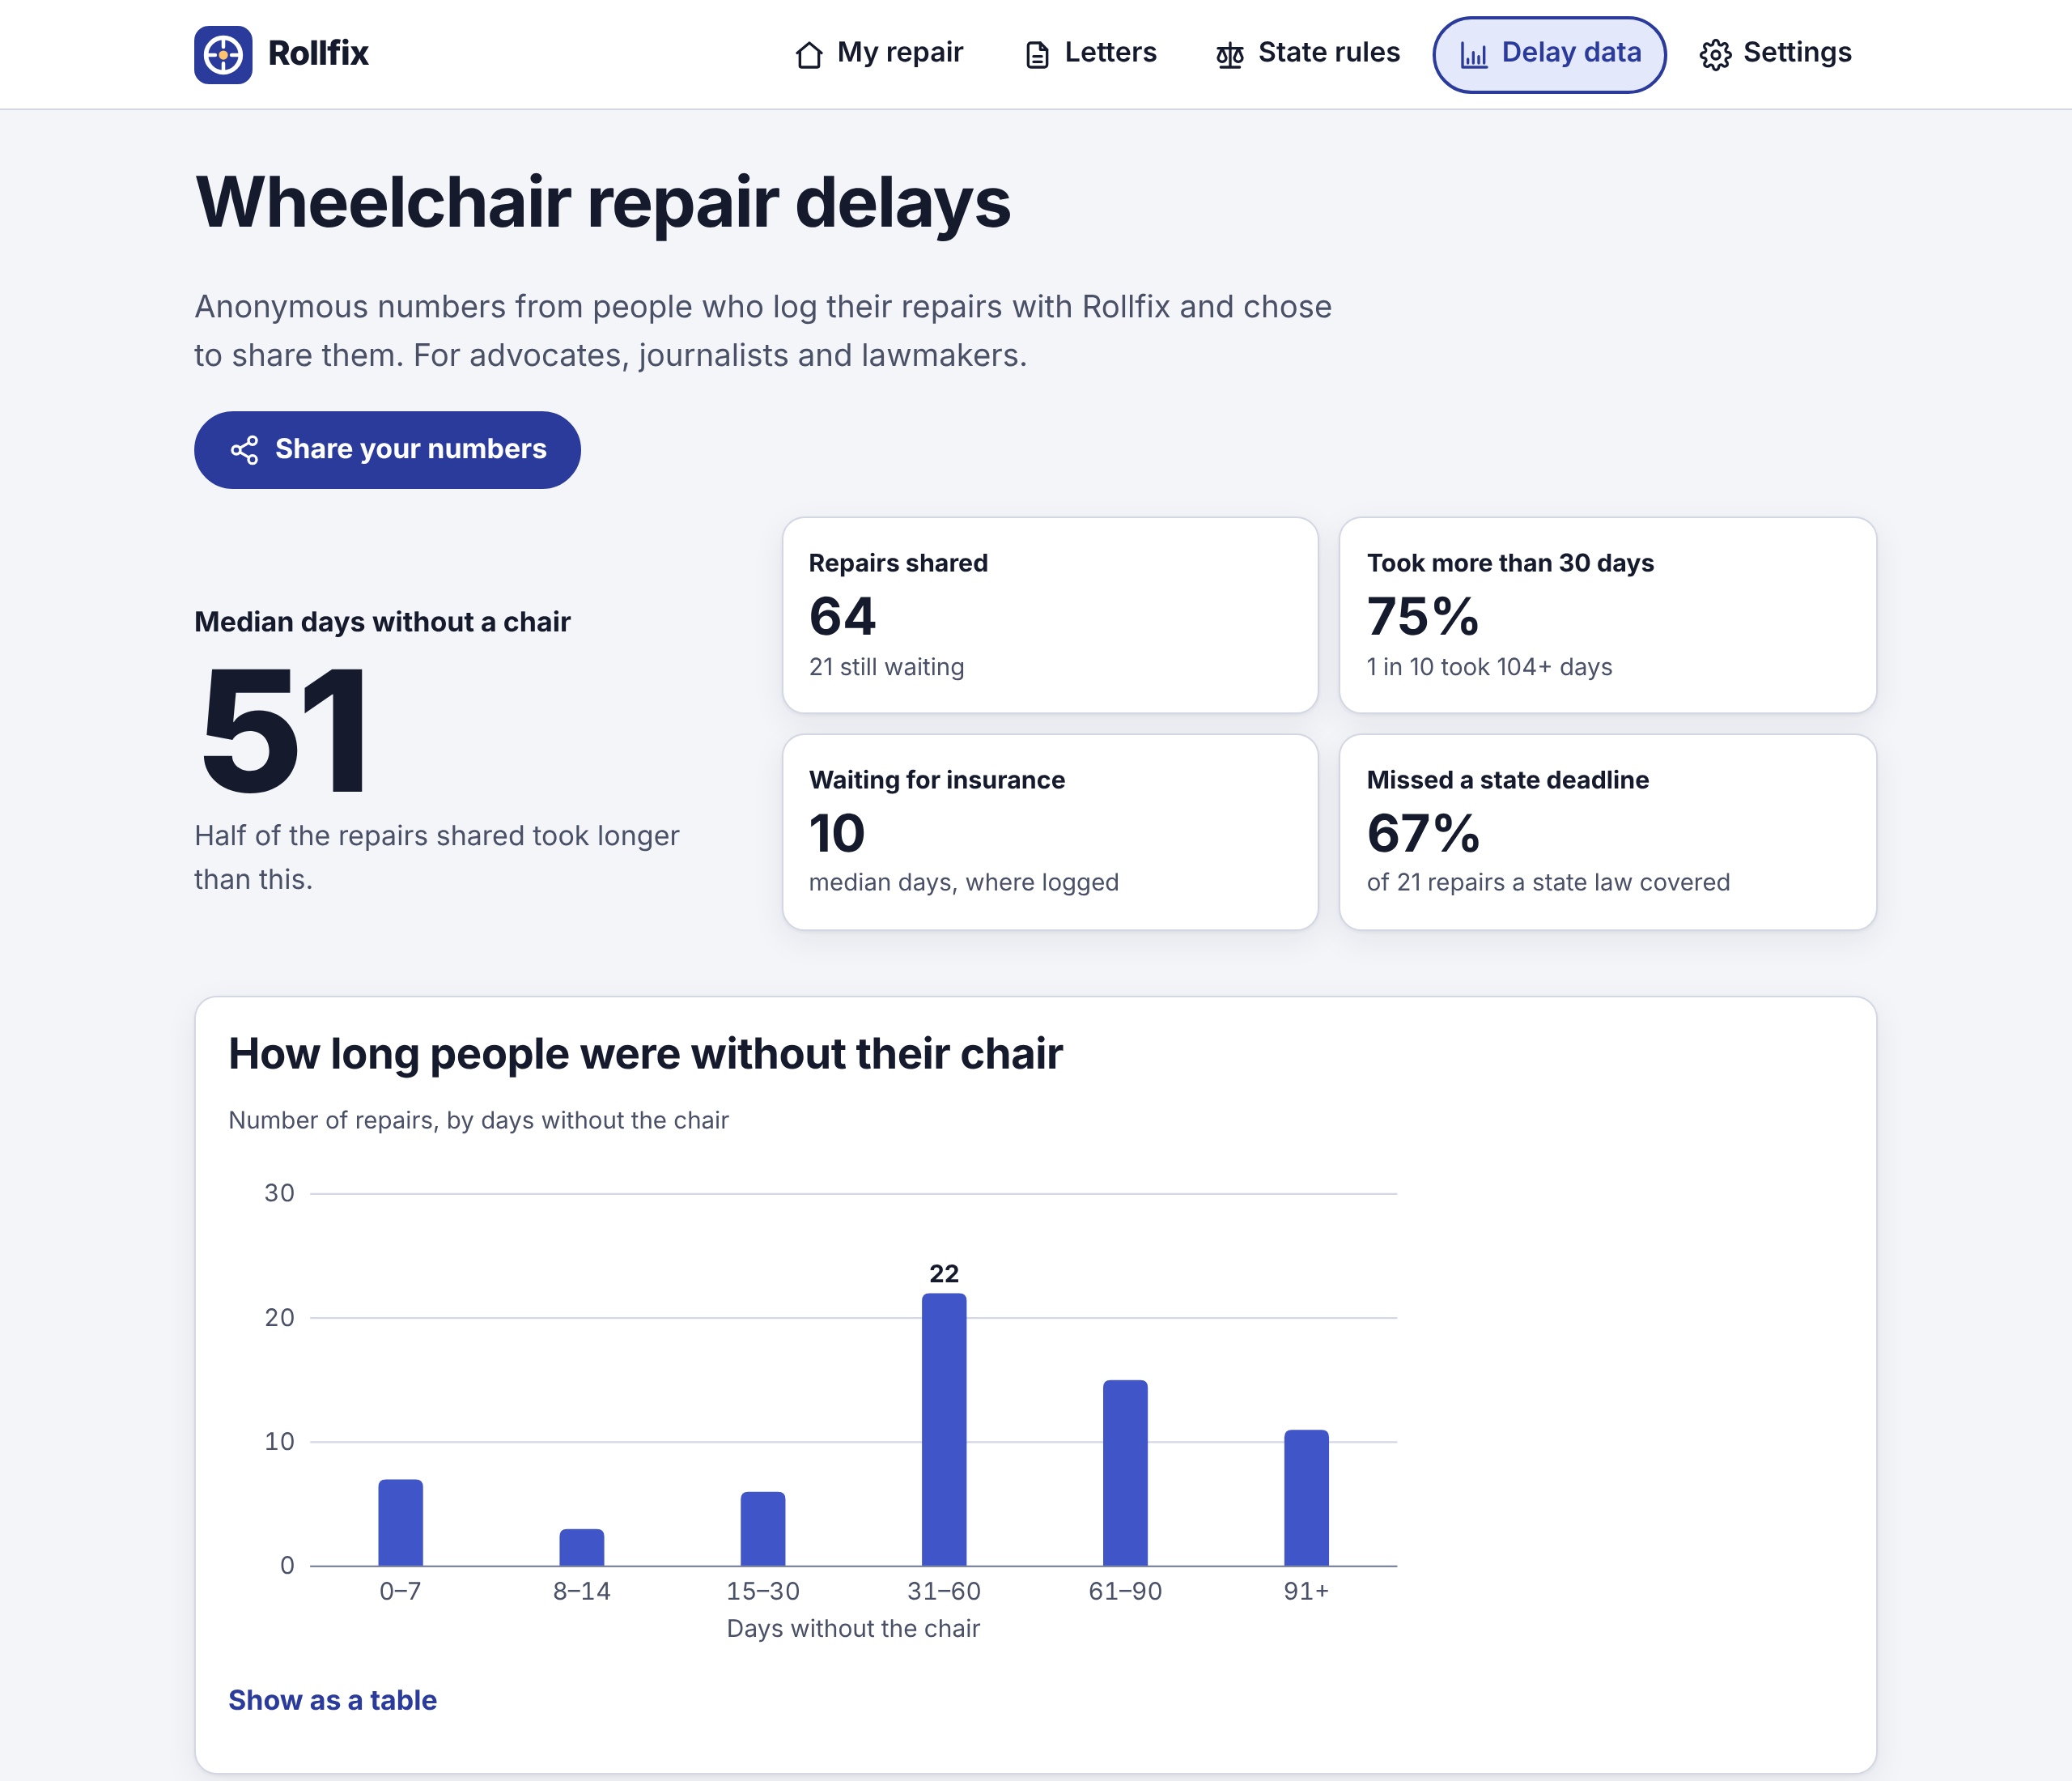 Rollfix
My repair
Letters
State rules
Delay data
Settings
Wheelchair repair delays
Anonymous numbers from people who log their repairs with Rollfix and chose
to share them. For advocates, journalists and lawmakers.
Share your numbers
Median days without a chair
51
Half of the repairs shared took longer
than this.
Repairs shared
64
21 still waiting
Took more than 30 days
75%
1 in 10 took 104+ days
Waiting for insurance
10
median days, where logged
Missed a state deadline
67%
of 21 repairs a state law covered
How long people were without their chair
Number of repairs, by days without the chair
30
22
20
10
0
0–7
8–14
15–30
31–60
61–90
91+
Days without the chair
Show as a table